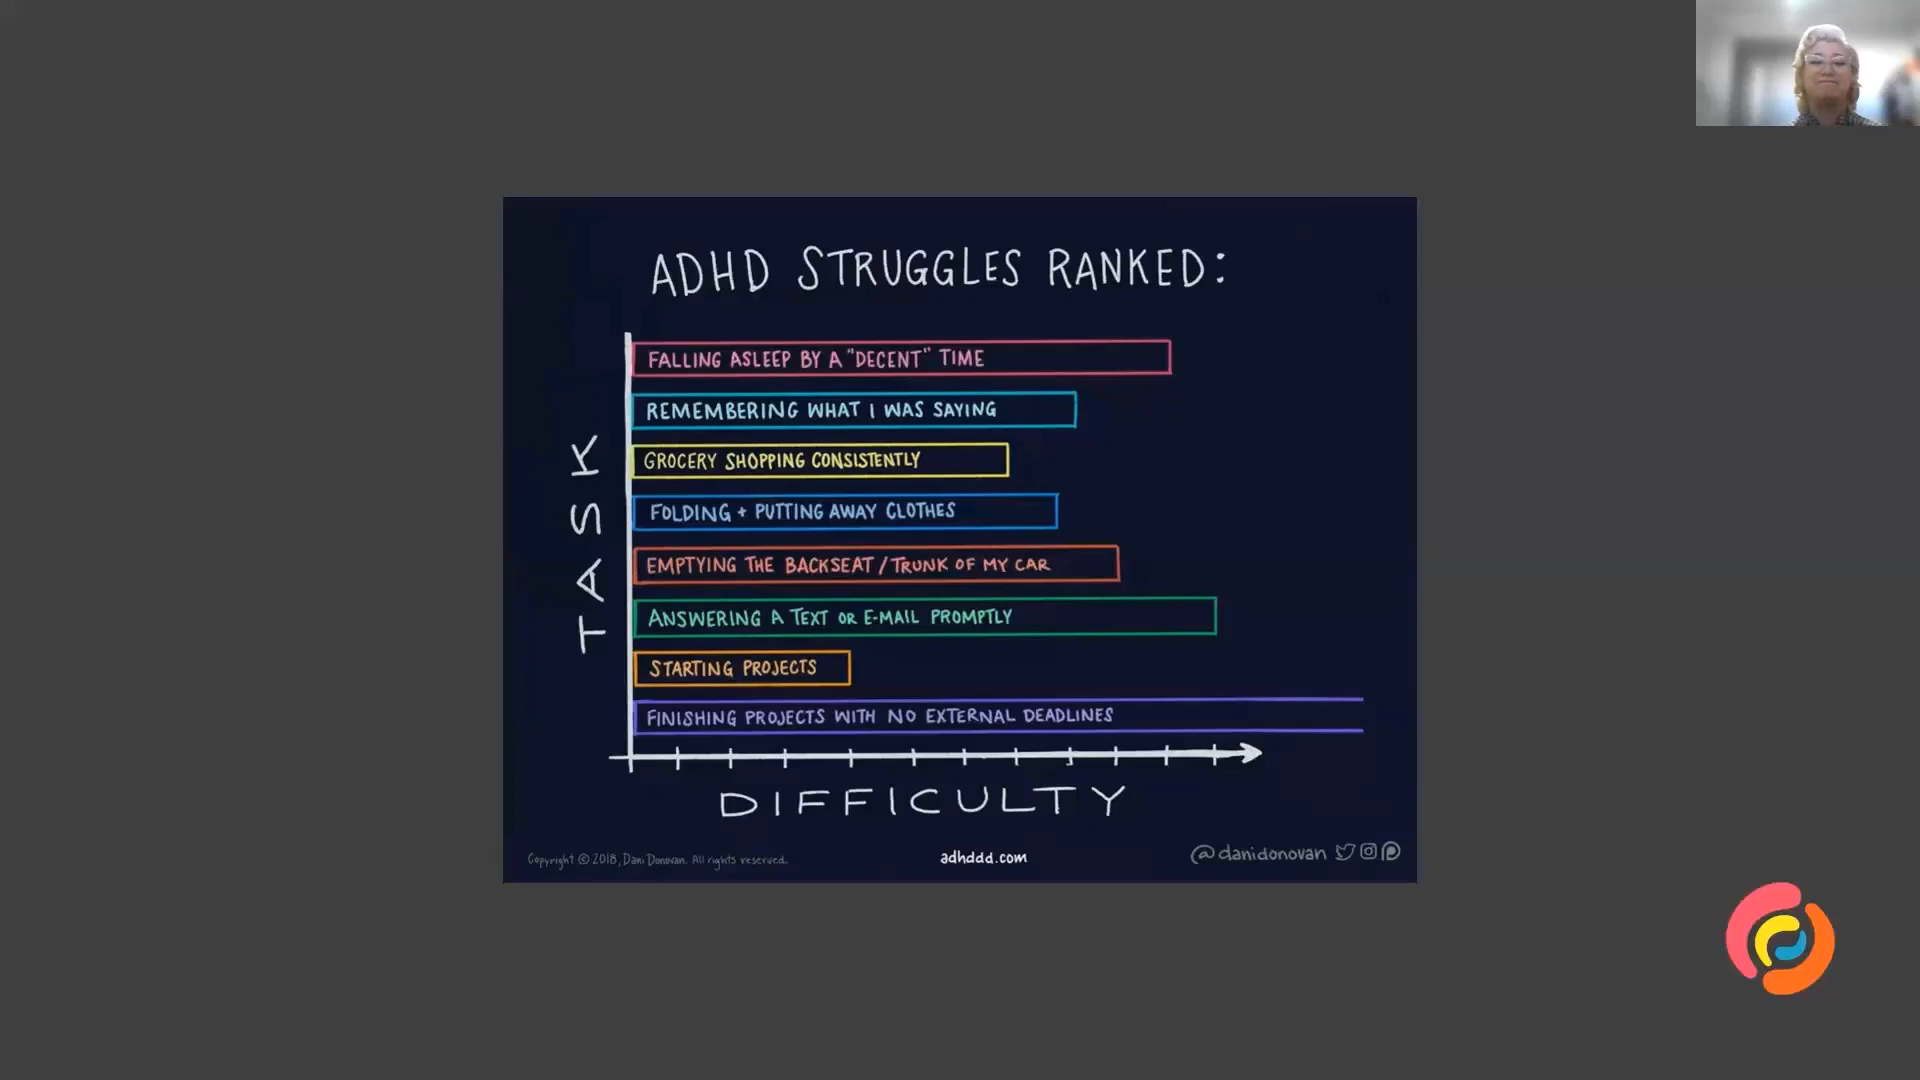 ADHD STRUGGLES RANKED:
FALLING ASLEEP BY A "DECENT" TIME
REMEMBERING WHAT I WAS SAYING
GROCERY SHOPPING CONSISTENTLY
FOLDING + PUTTING AWAY CLOTHES
EMPTYING THE BACKSEAT / TRUNK OF MY CAR
ANSWERING A TEXT OR E-MAIL PROMPTLY
STARTING PROJECTS
FINISHING PROJECTS WITH NO EXTERNAL DEADLINES
TASK
DIFFICULTY
Copyright © 2018, Dani Donovan. All rights reserved.
adhddd.com
@danidonovan